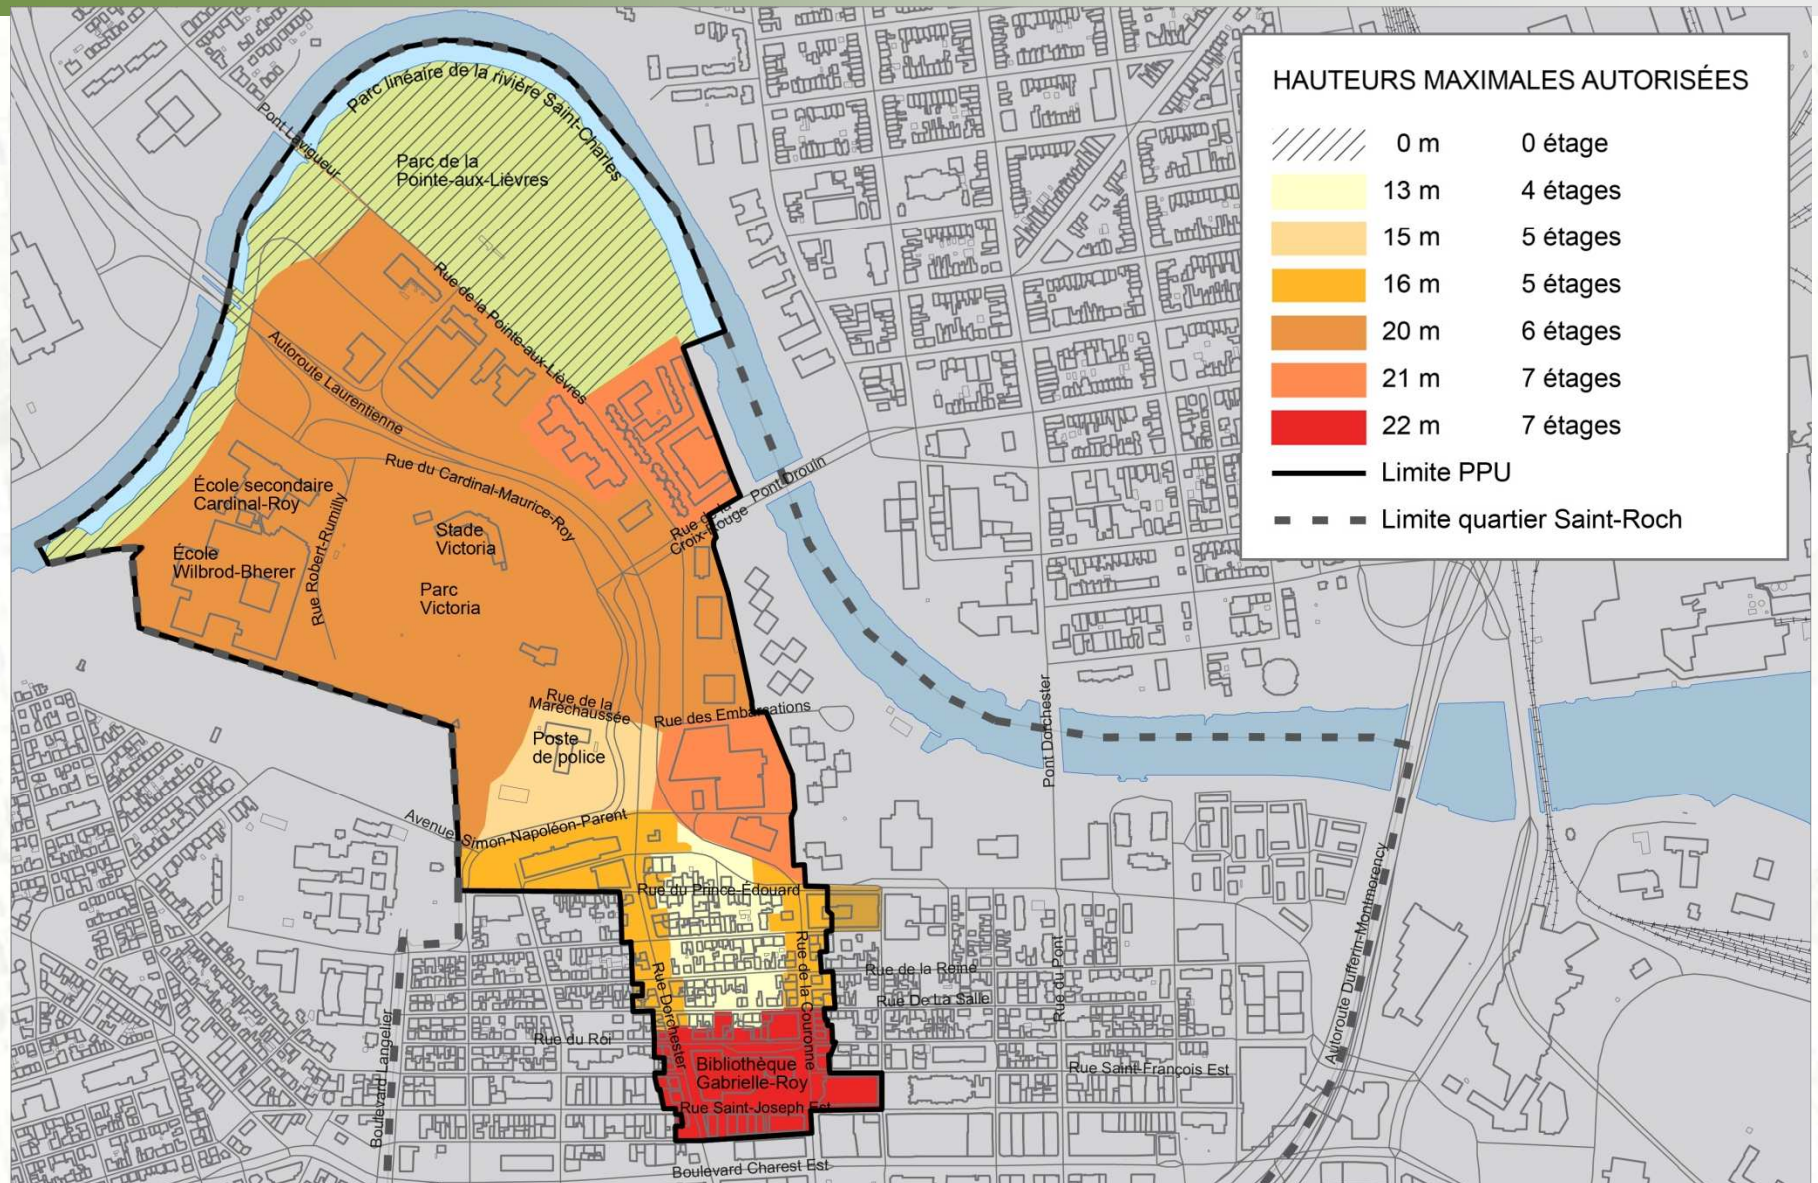 HAUTEURS MAXIMALES AUTORISÉES
0 m 0 étage
13 m 4 étages
15 m 5 étages
16 m 5 étages
20 m 6 étages
21 m 7 étages
22 m 7 étages
Limite PPU
Limite quartier Saint-Roch
Parc linéaire de la rivière Saint-Charles
Pont Lavigueur
Parc de la
Pointe-aux-Lièvres
Rue de la Pointe-aux-Lièvres
Autoroute Laurentienne
Rue du Cardinal-Maurice-Roy
École secondaire
Cardinal-Roy
Rue Robert-Rumilly
École
Wilbrod-Bherer
Stade
Victoria
Parc
Victoria
Rue de la
Croix-Rouge
Pont Drouin
Rue de la
Maréchaussée
Rue des Embarcations
Poste
de police
Pont Dorchester
Avenue Simon-Napoléon-Parent
Rue du Prince-Édouard
Rue de la Reine
Rue De La Salle
Rue du Pont
Rue Dorchester
Rue de la Couronne
Rue du Roi
Bibliothèque
Gabrielle-Roy
Rue Saint-François Est
Rue Saint-Joseph Est
Boulevard Langelier
Boulevard Charest Est
Autoroute Dufferin-Montmorency